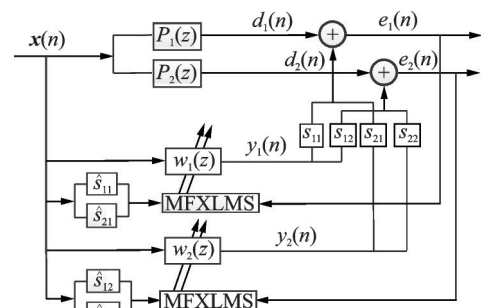 x(n)
P₁(z)
d₁(n)
e₁(n)
P₂(z)
d₂(n)
e₂(n)
s₁₁ s₁₂ s₂₁ s₂₂
w₁(z)
y₁(n)
ŝ₁₁
ŝ₂₁
MFXLMS
w₂(z)
y₂(n)
ŝ₁₂
MFXLMS